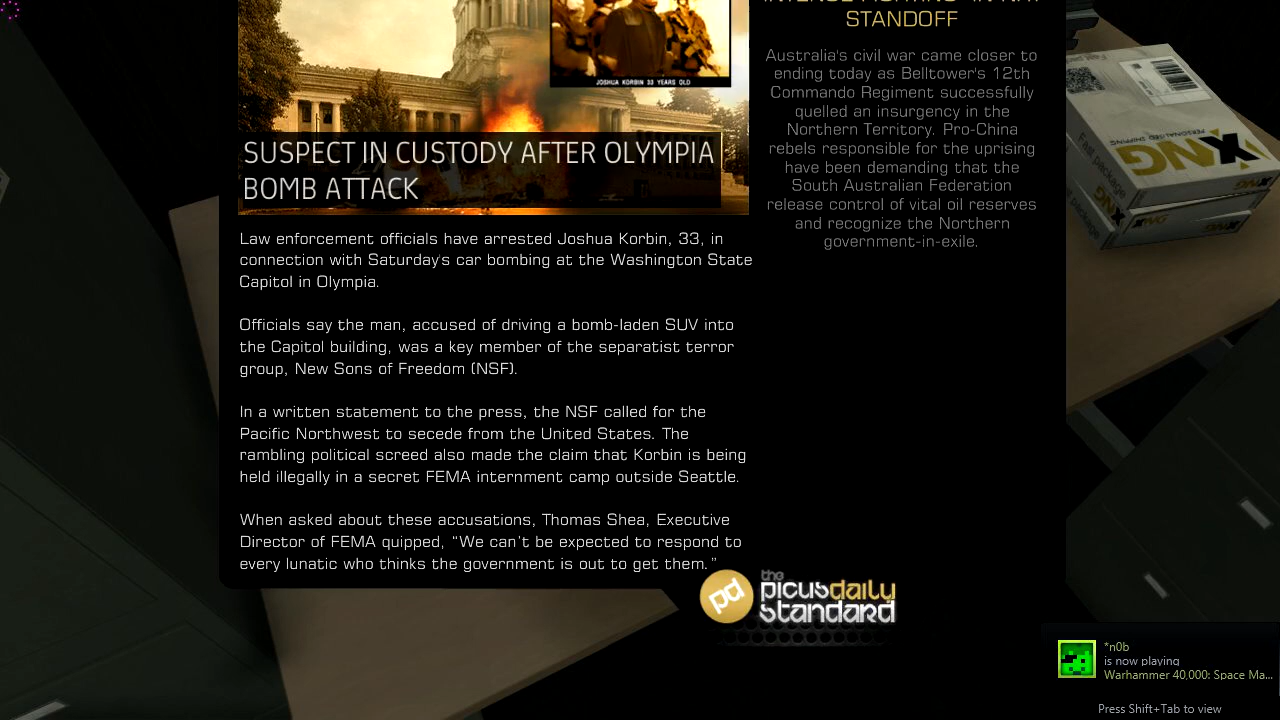 STANDOFF
Australia's civil war came closer to
ending today as Belltower's 12th
Commando Regiment successfully
quelled an insurgency in the
Northern Territory. Pro-China
rebels responsible for the uprising
have been demanding that the
South Australian Federation
release control of vital oil reserves
and recognize the Northern
government-in-exile.
JOSHUA KORBIN 33 YEARS OLD
SUSPECT IN CUSTODY AFTER OLYMPIA
BOMB ATTACK
Law enforcement officials have arrested Joshua Korbin, 33, in
connection with Saturday's car bombing at the Washington State
Capitol in Olympia.
Officials say the man, accused of driving a bomb-laden SUV into
the Capitol building, was a key member of the separatist terror
group, New Sons of Freedom (NSF).
In a written statement to the press, the NSF called for the
Pacific Northwest to secede from the United States. The
rambling political screed also made the claim that Korbin is being
held illegally in a secret FEMA internment camp outside Seattle.
When asked about these accusations, Thomas Shea, Executive
Director of FEMA quipped, “We can't be expected to respond to
every lunatic who thinks the government is out to get them.”
pd
the
picusdaily
standard
PERSONALISED SHIPPING
XNG
Fast Package
XNG
XNG
*n0b
is now playing
Warhammer 40,000: Space Ma...
Press Shift+Tab to view